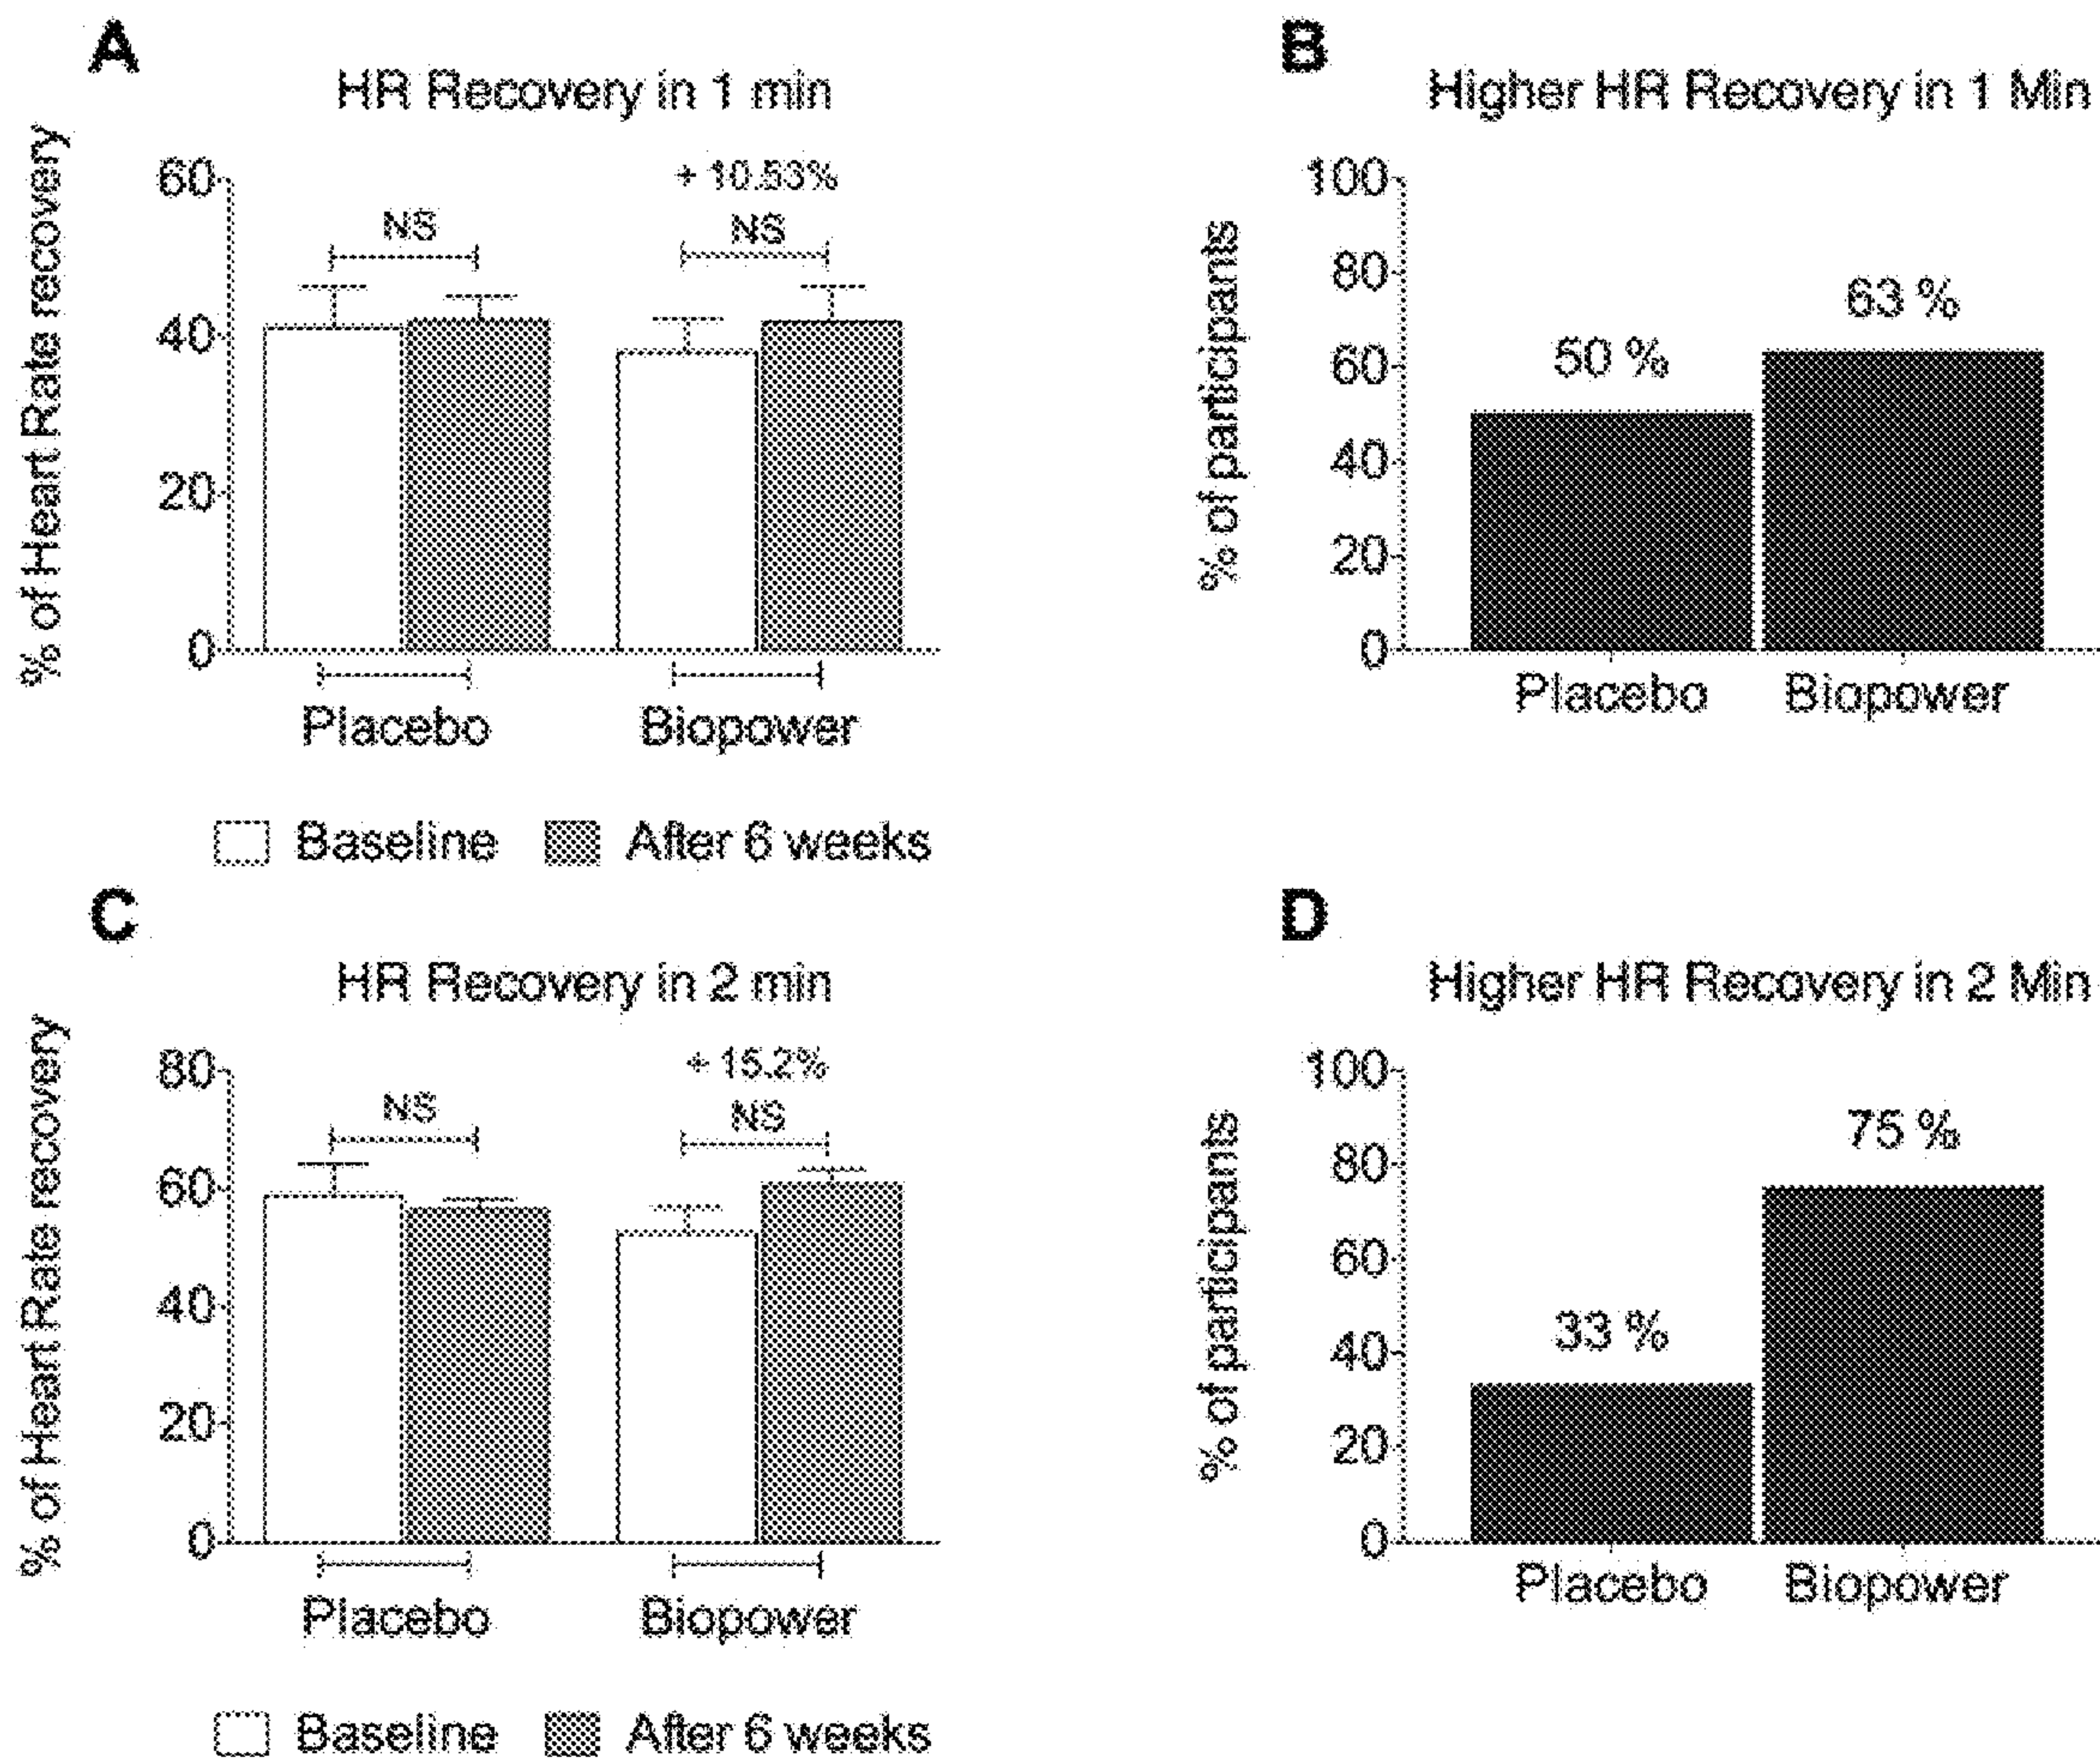 A
HR Recovery in 1 min
% of Heart Rate recovery
60
40
20
0
NS
+ 10.53%
NS
Placebo
Biopower
Baseline
After 6 weeks
B
Higher HR Recovery in 1 Min
% of participants
100
80
60
40
20
0
50 %
63 %
Placebo
Biopower
C
HR Recovery in 2 min
% of Heart Rate recovery
80
60
40
20
0
NS
+ 15.2%
NS
Placebo
Biopower
Baseline
After 6 weeks
D
Higher HR Recovery in 2 Min
% of participants
100
80
60
40
20
0
33 %
75 %
Placebo
Biopower